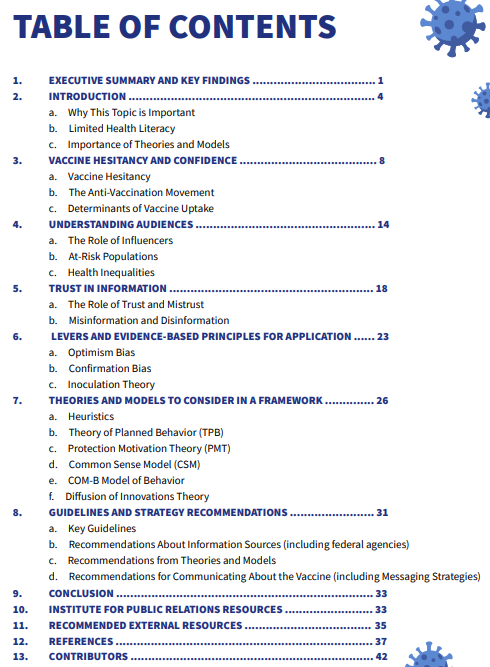 TABLE OF CONTENTS
1. EXECUTIVE SUMMARY AND KEY FINDINGS .................................... 1
2. INTRODUCTION ......................................................................... 4
a. Why This Topic is Important
b. Limited Health Literacy
c. Importance of Theories and Models
3. VACCINE HESITANCY AND CONFIDENCE ........................................ 8
a. Vaccine Hesitancy
b. The Anti-Vaccination Movement
c. Determinants of Vaccine Uptake
4. UNDERSTANDING AUDIENCES ..................................................... 14
a. The Role of Influencers
b. At-Risk Populations
c. Health Inequalities
5. TRUST IN INFORMATION ............................................................ 18
a. The Role of Trust and Mistrust
b. Misinformation and Disinformation
6. LEVERS AND EVIDENCE-BASED PRINCIPLES FOR APPLICATION ...... 23
a. Optimism Bias
b. Confirmation Bias
c. Inoculation Theory
7. THEORIES AND MODELS TO CONSIDER IN A FRAMEWORK .............. 26
a. Heuristics
b. Theory of Planned Behavior (TPB)
c. Protection Motivation Theory (PMT)
d. Common Sense Model (CSM)
e. COM-B Model of Behavior
f. Diffusion of Innovations Theory
8. GUIDELINES AND STRATEGY RECOMMENDATIONS ......................... 31
a. Key Guidelines
b. Recommendations About Information Sources (including federal agencies)
c. Recommendations from Theories and Models
d. Recommendations for Communicating About the Vaccine (including Messaging Strategies)
9. CONCLUSION ............................................................................ 33
10. INSTITUTE FOR PUBLIC RELATIONS RESOURCES .......................... 33
11. RECOMMENDED EXTERNAL RESOURCES ...................................... 35
12. REFERENCES ............................................................................ 37
13. CONTRIBUTORS ........................................................................ 42